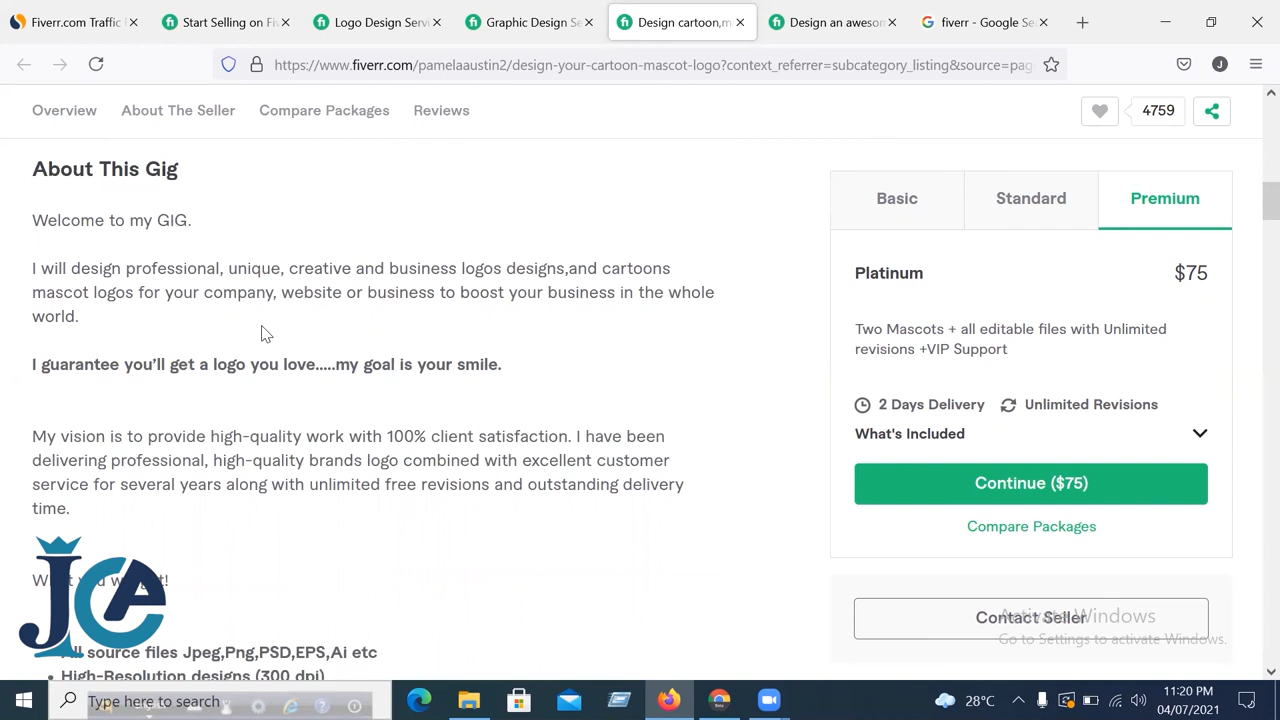 Fiverr.com Traffic
Start Selling on Fi
Logo Design Servi
Graphic Design Se
Design cartoon,m
Design an aweson
fiverr - Google Se
https://www.fiverr.com/pamelaaustin2/design-your-cartoon-mascot-logo?context_referrer=subcategory_listing&source=pag
J
Overview
About The Seller
Compare Packages
Reviews
4759
About This Gig
Welcome to my GIG.
I will design professional, unique, creative and business logos designs,and cartoons
mascot logos for your company, website or business to boost your business in the whole
world.
I guarantee you'll get a logo you love.....my goal is your smile.
My vision is to provide high-quality work with 100% client satisfaction. I have been
delivering professional, high-quality brands logo combined with excellent customer
service for several years along with unlimited free revisions and outstanding delivery
time.
JCA
All source files Jpeg,Png,PSD,EPS,Ai etc
High-Resolution designs (300 dpi)
Basic
Standard
Premium
Platinum
$75
Two Mascots + all editable files with Unlimited
revisions +VIP Support
2 Days Delivery
Unlimited Revisions
What's Included
Continue ($75)
Compare Packages
Contact Seller
Activate Windows
Go to Settings to activate Windows.
Type here to search
28°C
11:20 PM
04/07/2021